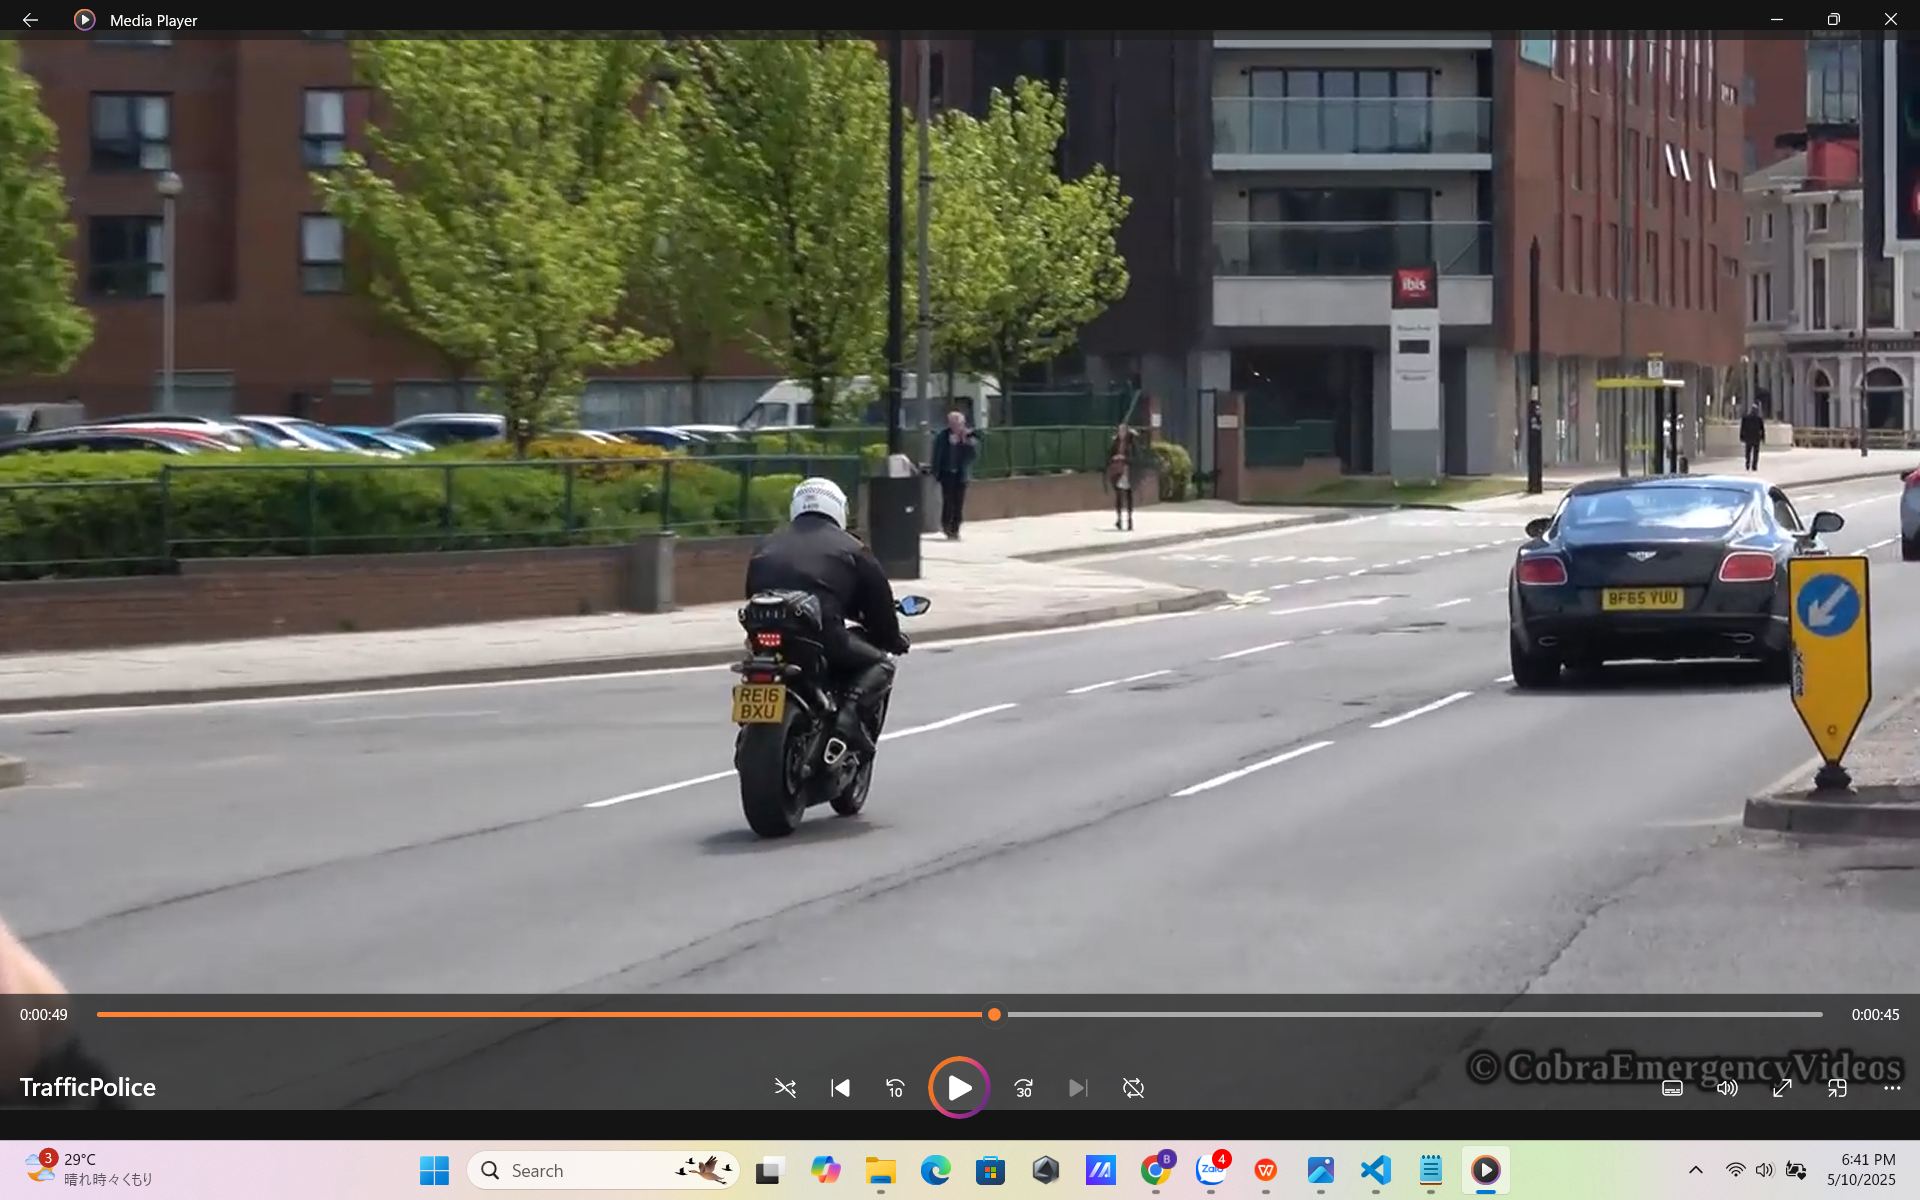 Media Player
ibis
BF65 YUU
RE16
BXU
0:00:49
0:00:45
© CobraEmergencyVideos
TrafficPolice
10
30
3
29°C
晴れ時々くもり
Search
B
Zalo
4
6:41 PM
5/10/2025